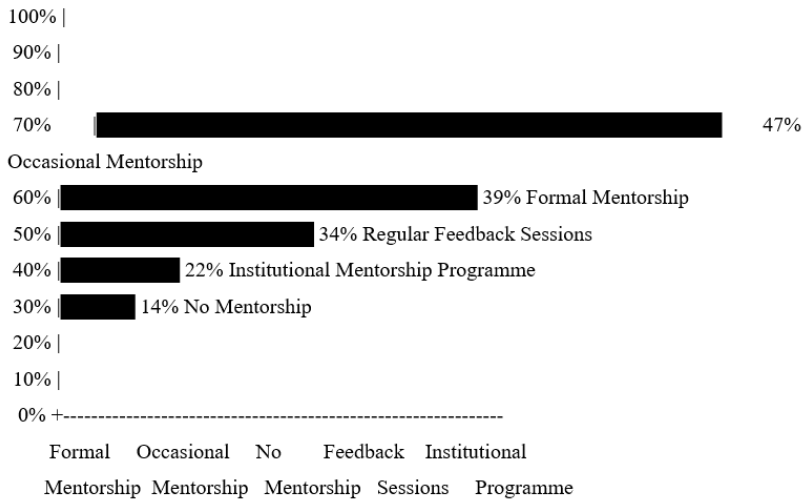 100% |
90% |
80% |
70% | 47%
Occasional Mentorship
60% | 39% Formal Mentorship
50% | 34% Regular Feedback Sessions
40% | 22% Institutional Mentorship Programme
30% | 14% No Mentorship
20% |
10% |
0% +--------------------------------------------------------------
Formal Occasional No Feedback Institutional
Mentorship Mentorship Mentorship Sessions Programme